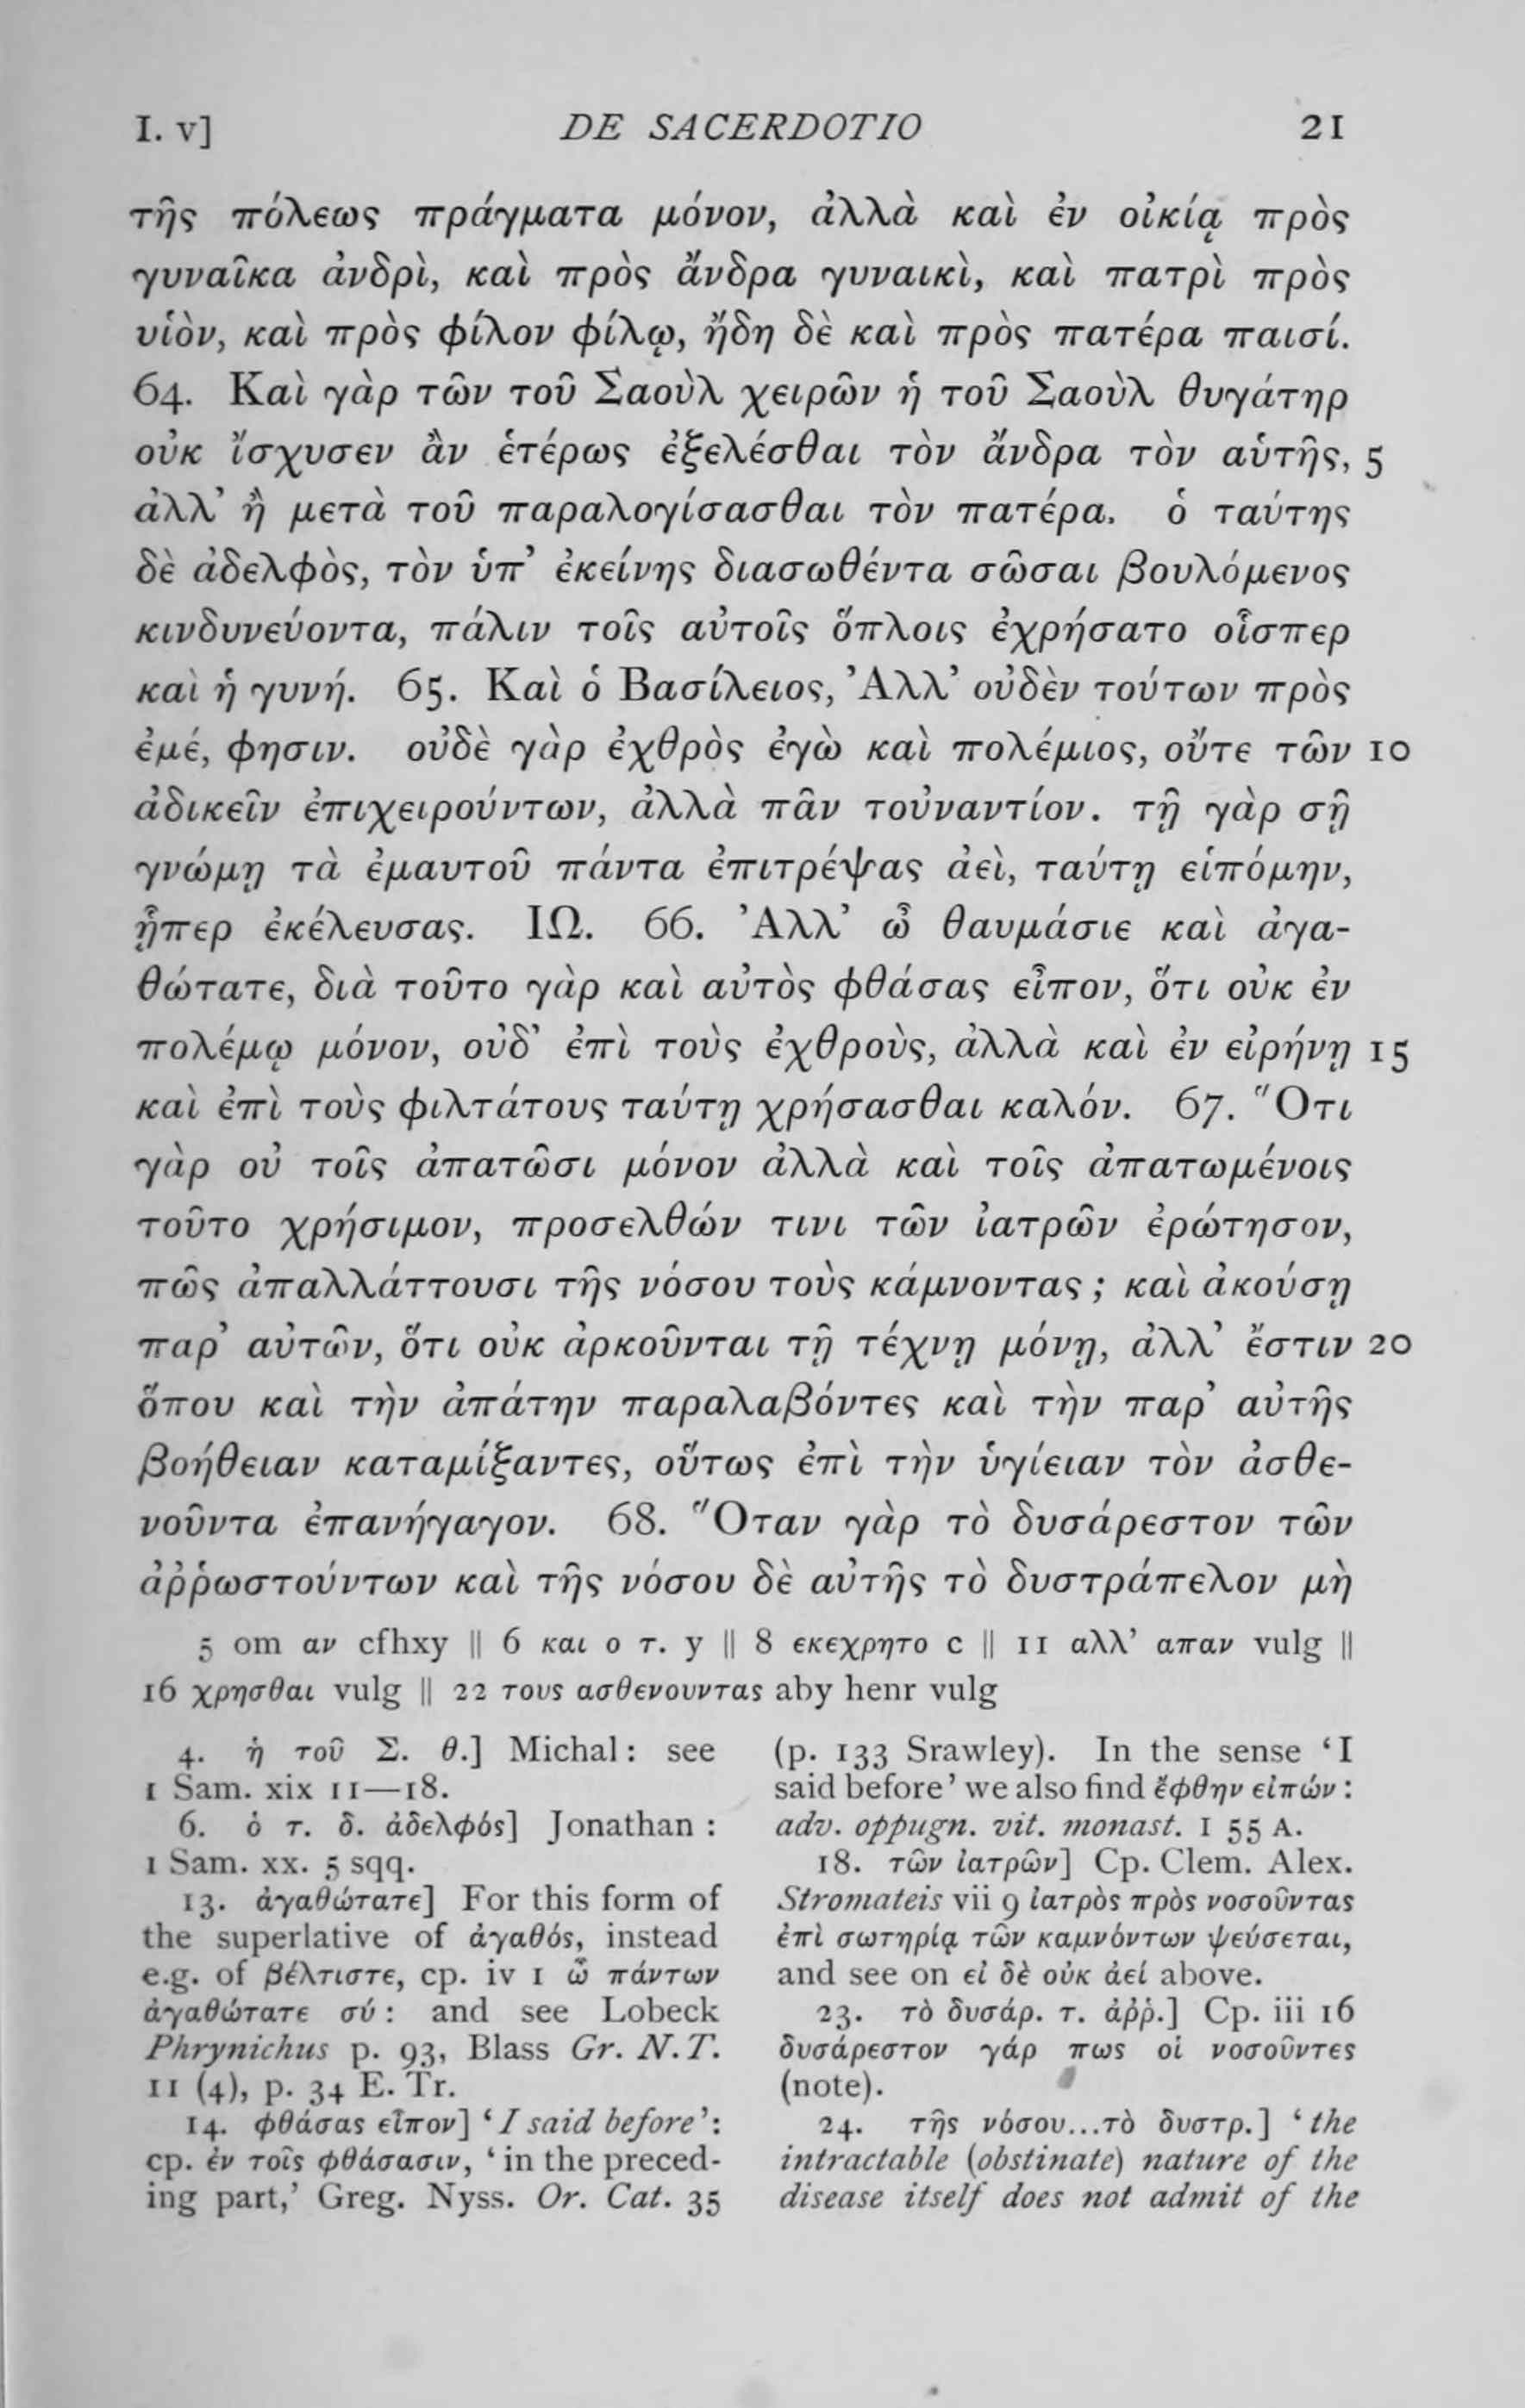 I. v] DE SACERDOTIO 21
τῆς πόλεως πράγματα μόνον, ἀλλὰ καὶ ἐν οἰκίᾳ πρὸς
γυναῖκα ἀνδρὶ, καὶ πρὸς ἄνδρα γυναικὶ, καὶ πατρὶ πρὸς
υἱὸν, καὶ πρὸς φίλον φίλῳ, ἤδη δὲ καὶ πρὸς πατέρα παισί.
64. Καὶ γὰρ τῶν τοῦ Σαοὺλ χειρῶν ἡ τοῦ Σαοὺλ θυγάτηρ
οὐκ ἴσχυσεν ἂν ἑτέρως ἐξελέσθαι τὸν ἄνδρα τὸν αὑτῆς, 5
ἀλλ’ ἢ μετὰ τοῦ παραλογίσασθαι τὸν πατέρα. ὁ ταύτης
δὲ ἀδελφὸς, τὸν ὑπ’ ἐκείνης διασωθέντα σῶσαι βουλόμενος
κινδυνεύοντα, πάλιν τοῖς αὐτοῖς ὅπλοις ἐχρήσατο οἷσπερ
καὶ ἡ γυνή. 65. Καὶ ὁ Βασίλειος, ’Αλλ’ οὐδὲν τούτων πρὸς
ἐμέ, φησιν. οὐδὲ γὰρ ἐχθρὸς ἐγὼ καὶ πολέμιος, οὔτε τῶν 10
ἀδικεῖν ἐπιχειρούντων, ἀλλὰ πᾶν τοὐναντίον. τῇ γὰρ σῇ
γνώμῃ τὰ ἐμαυτοῦ πάντα ἐπιτρέψας ἀεὶ, ταύτῃ εἱπόμην,
ᾗπερ ἐκέλευσας. ΙΩ. 66. ’Αλλ’ ὦ θαυμάσιε καὶ ἀγα-
θώτατε, διὰ τοῦτο γὰρ καὶ αὐτὸς φθάσας εἶπον, ὅτι οὐκ ἐν
πολέμῳ μόνον, οὐδ’ ἐπὶ τοὺς ἐχθροὺς, ἀλλὰ καὶ ἐν εἰρήνῃ 15
καὶ ἐπὶ τοὺς φιλτάτους ταύτῃ χρήσασθαι καλόν. 67. Ὅτι
γὰρ οὐ τοῖς ἀπατῶσι μόνον ἀλλὰ καὶ τοῖς ἀπατωμένοις
τοῦτο χρήσιμον, προσελθών τινι τῶν ἰατρῶν ἐρώτησον,
πῶς ἀπαλλάττουσι τῆς νόσου τοὺς κάμνοντας ; καὶ ἀκούσῃ
παρ’ αὐτῶν, ὅτι οὐκ ἀρκοῦνται τῇ τέχνῃ μόνῃ, ἀλλ’ ἔστιν 20
ὅπου καὶ τὴν ἀπάτην παραλαβόντες καὶ τὴν παρ’ αὐτῆς
βοήθειαν καταμίξαντες, οὕτως ἐπὶ τὴν ὑγίειαν τὸν ἀσθε-
νοῦντα ἐπανήγαγον. 68. Ὅταν γὰρ τὸ δυσάρεστον τῶν
ἀῤῥωστούντων καὶ τῆς νόσου δὲ αὐτῆς τὸ δυστράπελον μὴ
5 om αν cfhxy || 6 και ο τ. y || 8 εκεχρητο c || 11 αλλ’ απαν vulg ||
16 χρησθαι vulg || 22 τους ασθενουντας aby henr vulg
4. ἡ τοῦ Σ. θ.] Michal: see
1 Sam. xix 11—18.
6. ὁ τ. δ. ἀδελφός] Jonathan :
1 Sam. xx. 5 sqq.
13. ἀγαθώτατε] For this form of
the superlative of ἀγαθός, instead
e.g. of βέλτιστε, cp. iv 1 ὦ πάντων
ἀγαθώτατε σύ : and see Lobeck
Phrynichus p. 93, Blass Gr. N.T.
11 (4), p. 34 E. Tr.
14. φθάσας εἶπον] ‘I said before’:
cp. ἐν τοῖς φθάσασιν, ‘in the preced-
ing part,’ Greg. Nyss. Or. Cat. 35
(p. 133 Srawley). In the sense ‘I
said before’ we also find ἔφθην εἰπών :
adv. oppugn. vit. monast. 1 55 A.
18. τῶν ἰατρῶν] Cp. Clem. Alex.
Stromateis vii 9 ἰατρὸς πρὸς νοσοῦντας
ἐπὶ σωτηρίᾳ τῶν καμνόντων ψεύσεται,
and see on εἰ δὲ οὐκ ἀεί above.
23. τὸ δυσάρ. τ. ἀῤῥ.] Cp. iii 16
δυσάρεστον γάρ πως οἱ νοσοῦντες
(note).
24. τῆς νόσου...τὸ δυστρ.] ‘the
intractable (obstinate) nature of the
disease itself does not admit of the